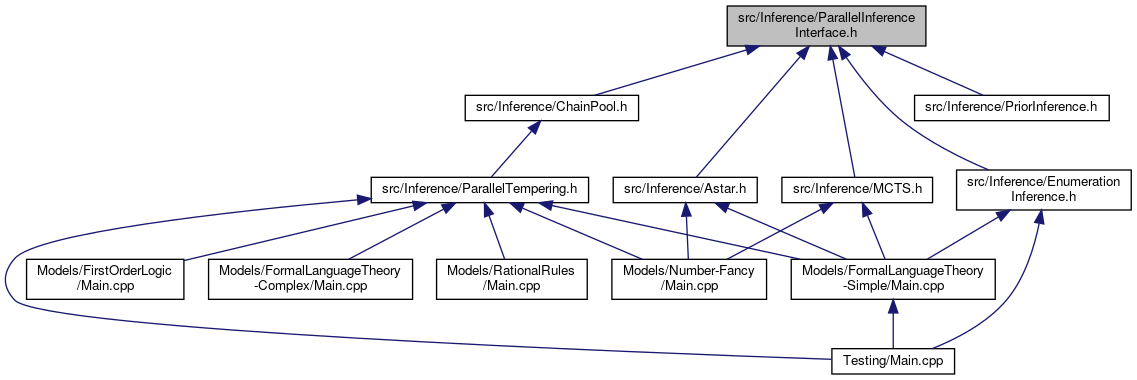 src/Inference/ParallelInference
Interface.h
src/Inference/ChainPool.h
src/Inference/PriorInference.h
src/Inference/ParallelTempering.h
src/Inference/Astar.h
src/Inference/MCTS.h
src/Inference/Enumeration
Inference.h
Models/FirstOrderLogic
/Main.cpp
Models/FormalLanguageTheory
-Complex/Main.cpp
Models/RationalRules
/Main.cpp
Models/Number-Fancy
/Main.cpp
Models/FormalLanguageTheory
-Simple/Main.cpp
Testing/Main.cpp